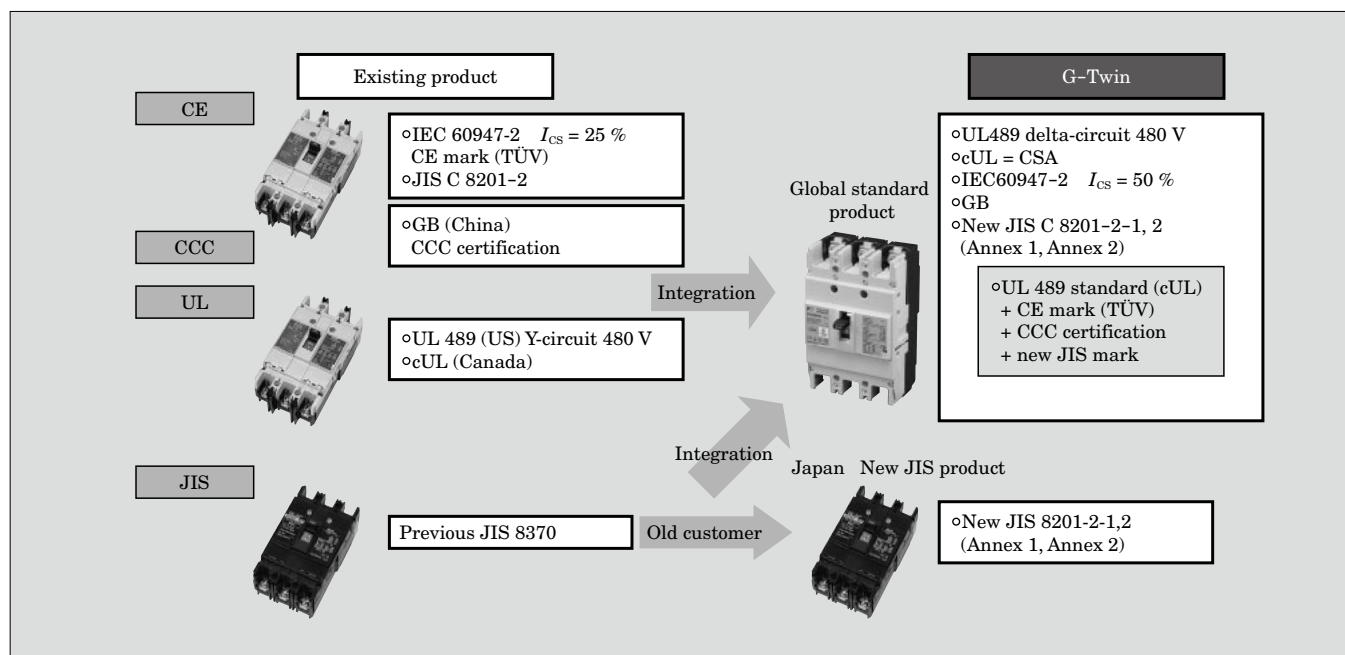 Existing product
G-Twin
CE
○IEC 60947-2 I_CS = 25 %
CE mark (TÜV)
○JIS C 8201-2
○GB (China)
CCC certification
CCC
UL
○UL 489 (US) Y-circuit 480 V
○cUL (Canada)
Integration
Global standard
product
○UL489 delta-circuit 480 V
○cUL = CSA
○IEC60947-2 I_CS = 50 %
○GB
○New JIS C 8201-2-1, 2
(Annex 1, Annex 2)
○UL 489 standard (cUL)
+ CE mark (TÜV)
+ CCC certification
+ new JIS mark
JIS
Previous JIS 8370
Integration
Old customer
Japan New JIS product
○New JIS 8201-2-1,2
(Annex 1, Annex 2)